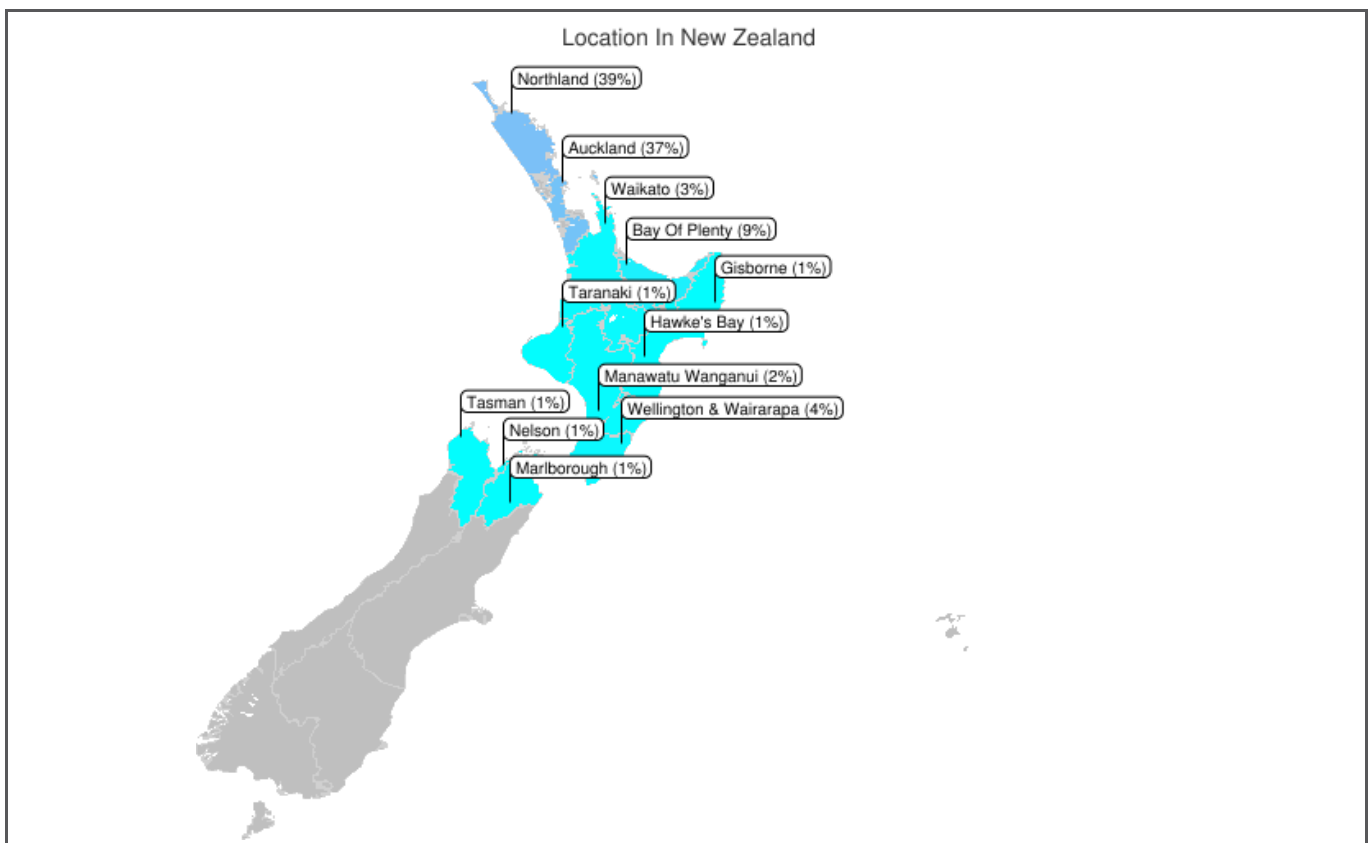 Location In New Zealand
Northland (39%)
Auckland (37%)
Waikato (3%)
Bay Of Plenty (9%)
Gisborne (1%)
Taranaki (1%)
Hawke's Bay (1%)
Manawatu Wanganui (2%)
Tasman (1%)
Wellington & Wairarapa (4%)
Nelson (1%)
Marlborough (1%)